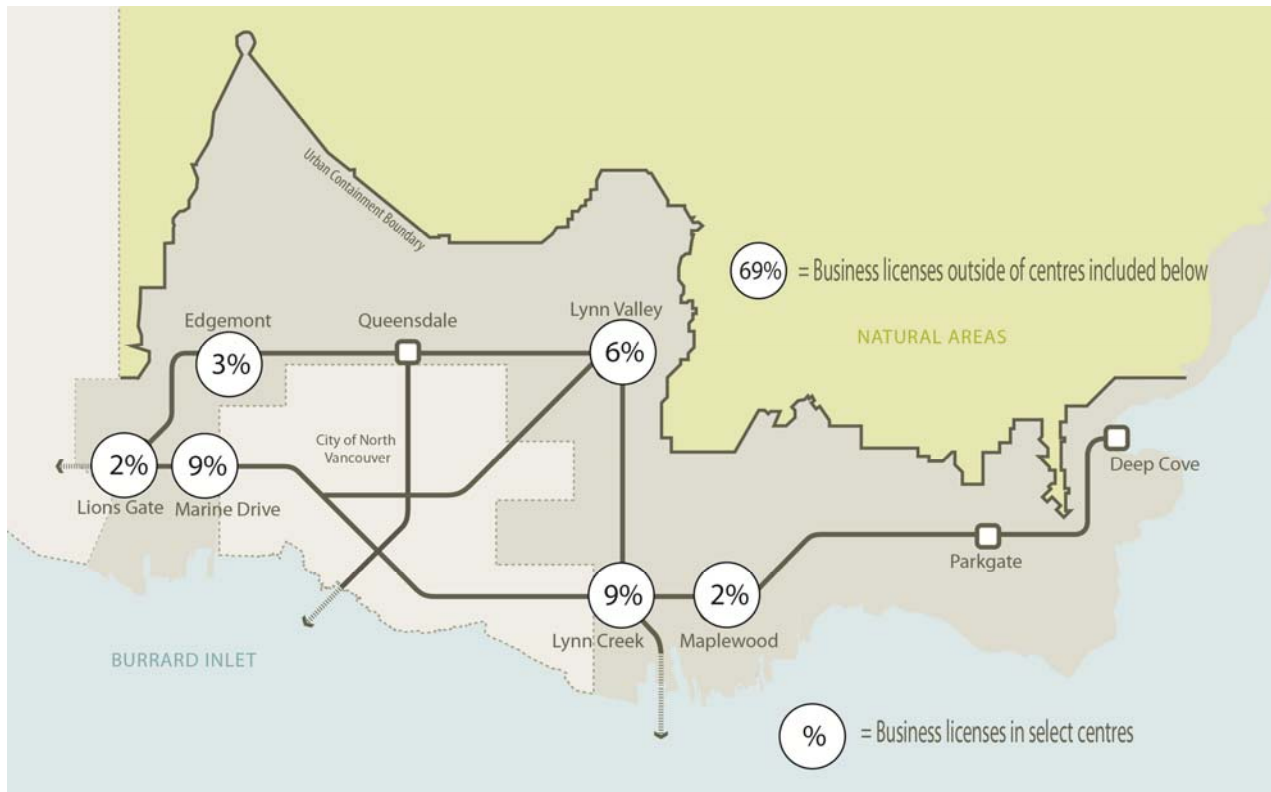 Urban Containment Boundary
69%
= Business licenses outside of centres included below
NATURAL AREAS
Edgemont
3%
Queensdale
Lynn Valley
6%
City of North
Vancouver
2%
Lions Gate
9%
Marine Drive
Deep Cove
Parkgate
9%
Lynn Creek
2%
Maplewood
BURRARD INLET
%
= Business licenses in select centres